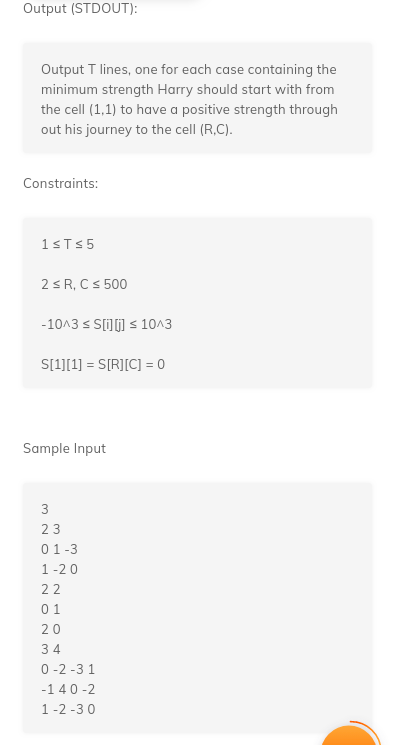 Output (STDOUT):
Output T lines, one for each case containing the
minimum strength Harry should start with from
the cell (1,1) to have a positive strength through
out his journey to the cell (R,C).
Constraints:
1 ≤ T ≤ 5
2 ≤ R, C ≤ 500
-10^3 ≤ S[i][j] ≤ 10^3
S[1][1] = S[R][C] = 0
Sample Input
3
2 3
0 1 -3
1 -2 0
2 2
0 1
2 0
3 4
0 -2 -3 1
-1 4 0 -2
1 -2 -3 0